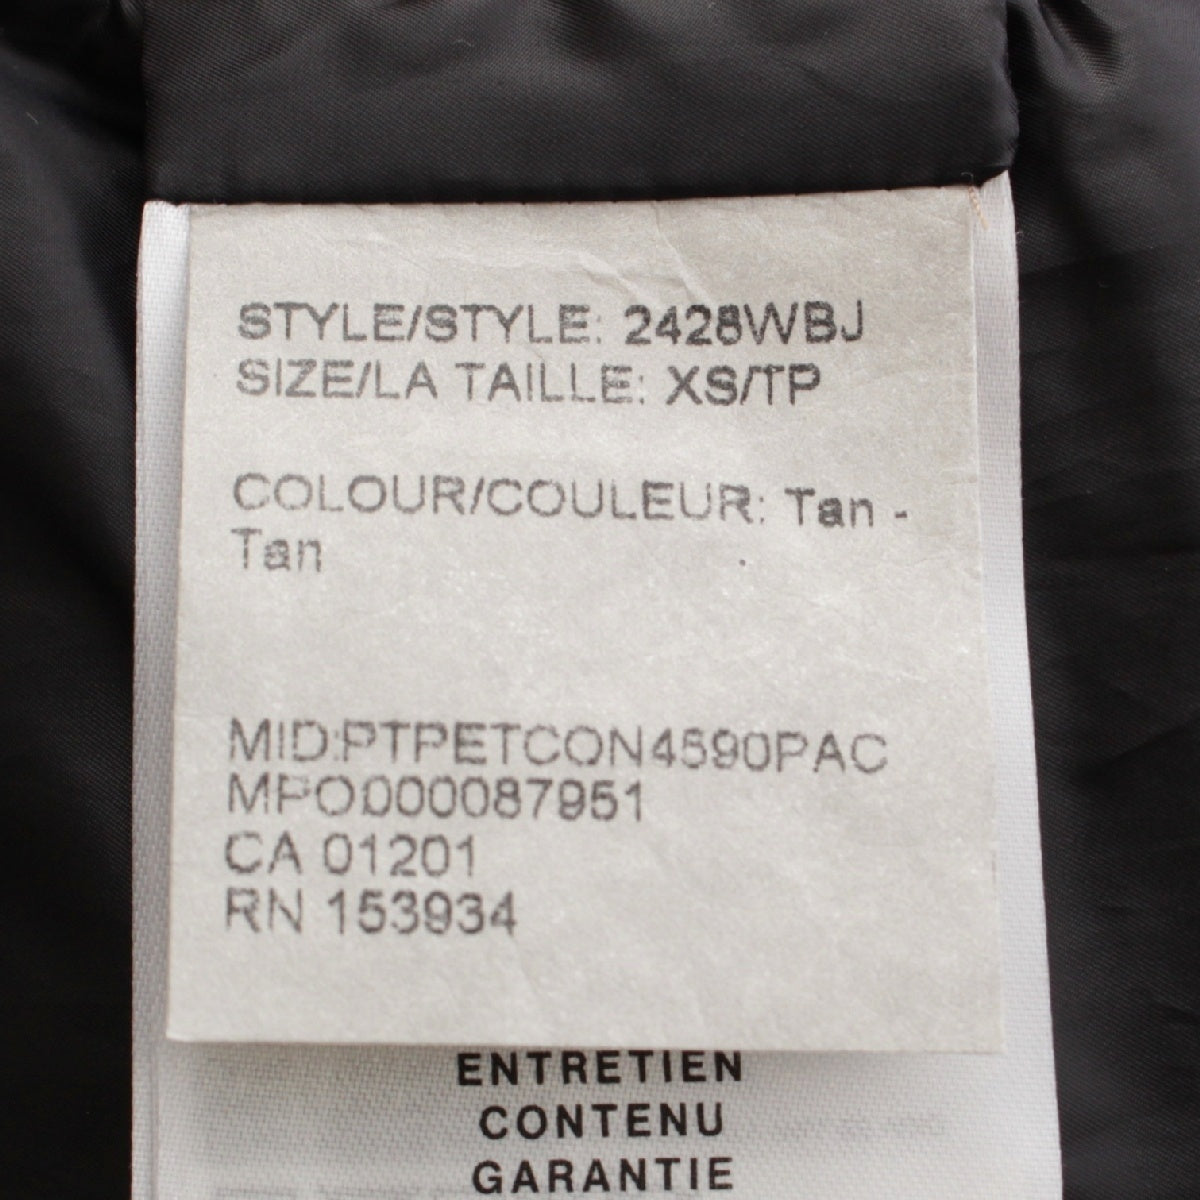 STYLE/STYLE: 2428WBJ
SIZE/LA TAILLE: XS/TP
COLOUR/COULEUR: Tan -
Tan
MID:PTPETCON4590PAC
MPO0000087951
CA 01201
RN 153934
ENTRETIEN
CONTENU
GARANTIE